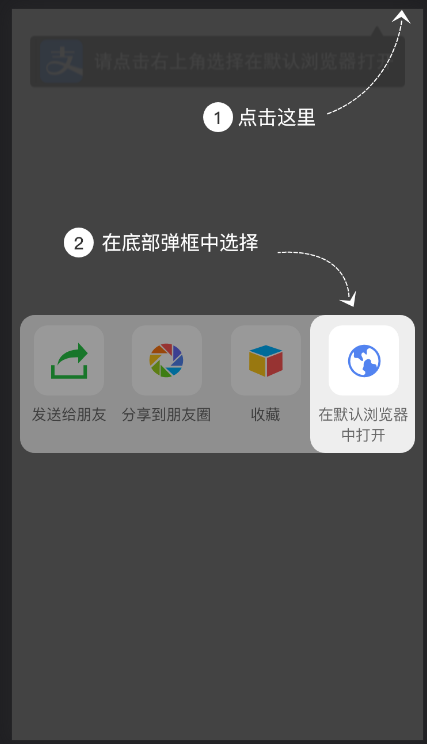 支
请点击右上角选择在默认浏览器打开
1 点击这里
2 在底部弹框中选择
发送给朋友 分享到朋友圈 收藏 在默认浏览器
中打开